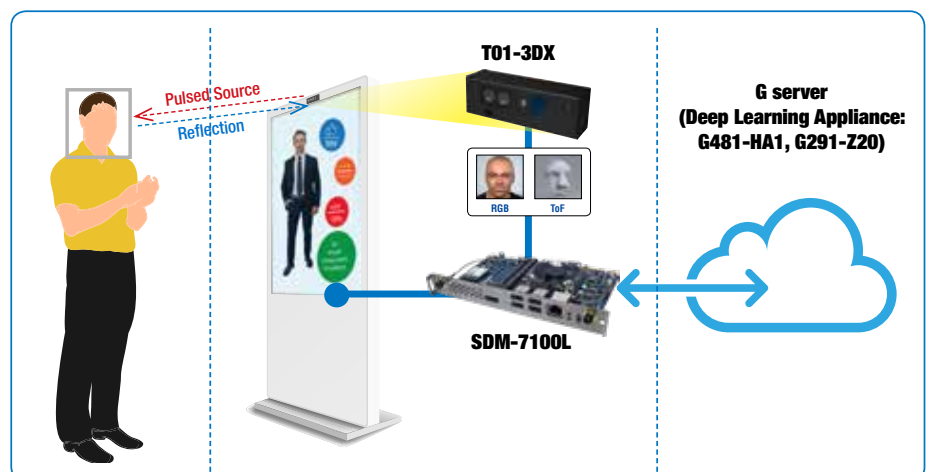 T01-3DX
Pulsed Source
Reflection
G server
(Deep Learning Appliance:
G481-HA1, G291-Z20)
RGB
ToF
SDM-7100L